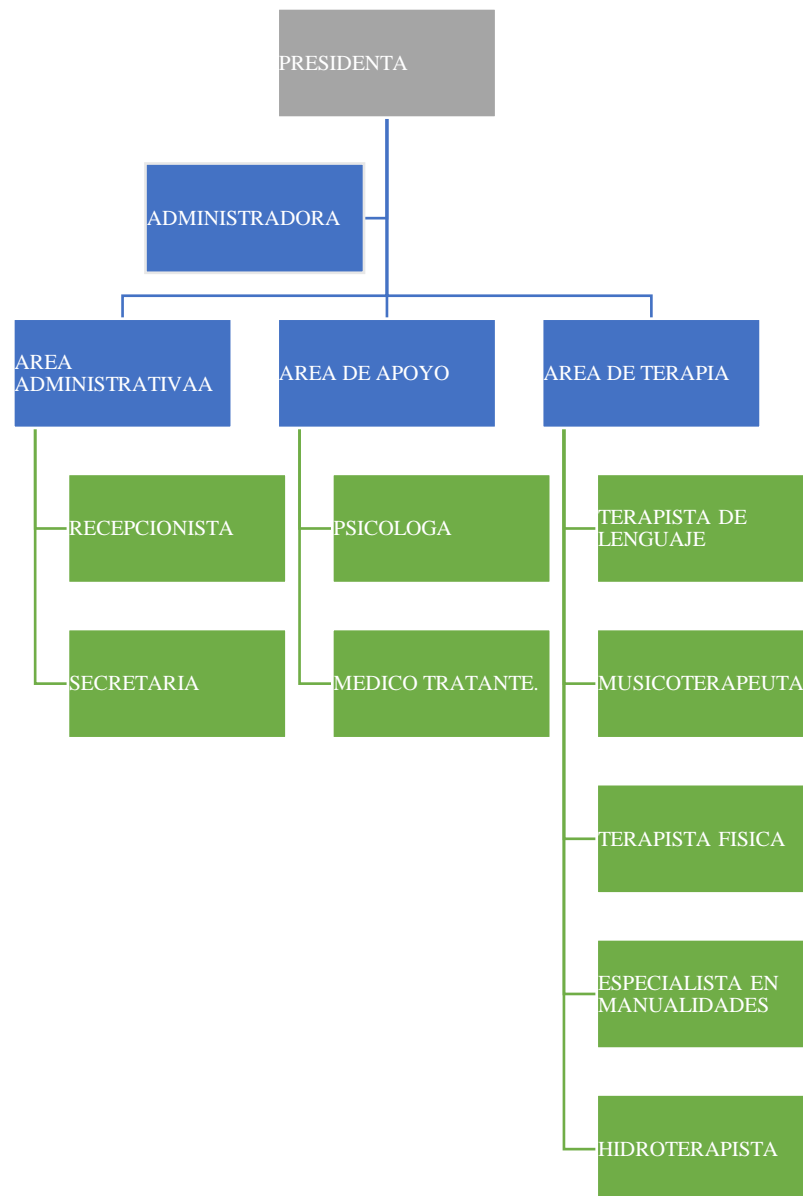 PRESIDENTA
ADMINISTRADORA
AREA
ADMINISTRATIVAA
AREA DE APOYO
AREA DE TERAPIA
RECEPCIONISTA
PSICOLOGA
TERAPISTA DE
LENGUAJE
SECRETARIA
MEDICO TRATANTE.
MUSICOTERAPEUTA
TERAPISTA FISICA
ESPECIALISTA EN
MANUALIDADES
HIDROTERAPISTA